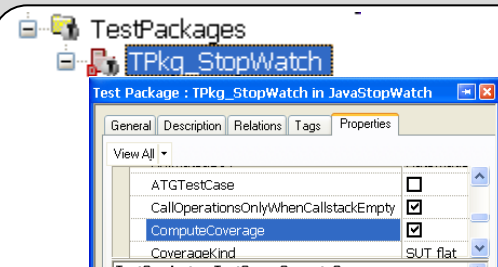 TestPackages
TPkg_StopWatch
Test Package : TPkg_StopWatch in JavaStopWatch
General Description Relations Tags Properties
View All
ATGTestCase
CallOperationsOnlyWhenCallstackEmpty
ComputeCoverage
CoverageKind SUT flat